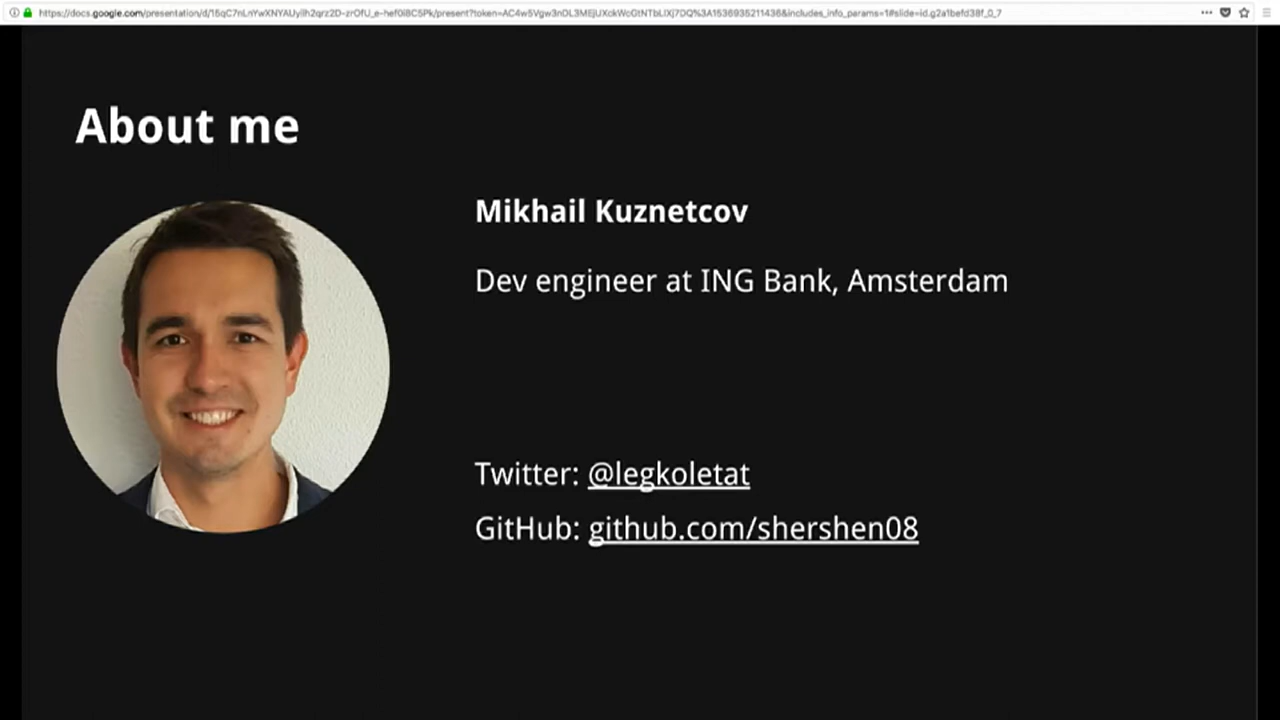 About me
Mikhail Kuznetcov
Dev engineer at ING Bank, Amsterdam
Twitter: @legkoletat
GitHub: github.com/shershen08